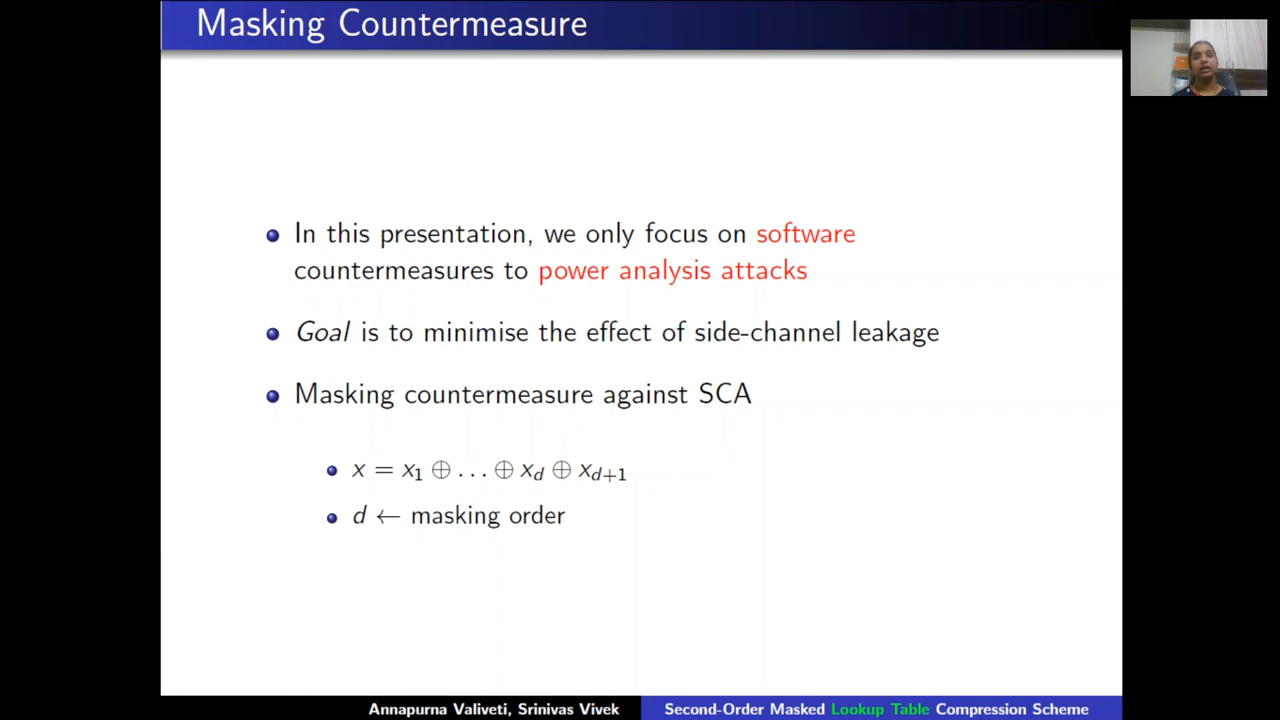 Masking Countermeasure
In this presentation, we only focus on software
countermeasures to power analysis attacks
Goal is to minimise the effect of side-channel leakage
Masking countermeasure against SCA
x = x₁ ⊕ . . . ⊕ x_d ⊕ x_{d+1}
d ← masking order
Annapurna Valiveti, Srinivas Vivek
Second-Order Masked Lookup Table Compression Scheme